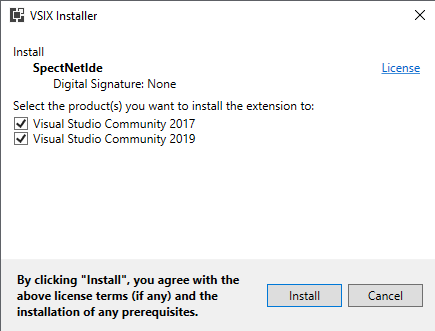 VSIX Installer
Install
SpectNetIde
License
Digital Signature: None
Select the product(s) you want to install the extension to:
Visual Studio Community 2017
Visual Studio Community 2019
By clicking "Install", you agree with the
above license terms (if any) and the
installation of any prerequisites.
Install
Cancel